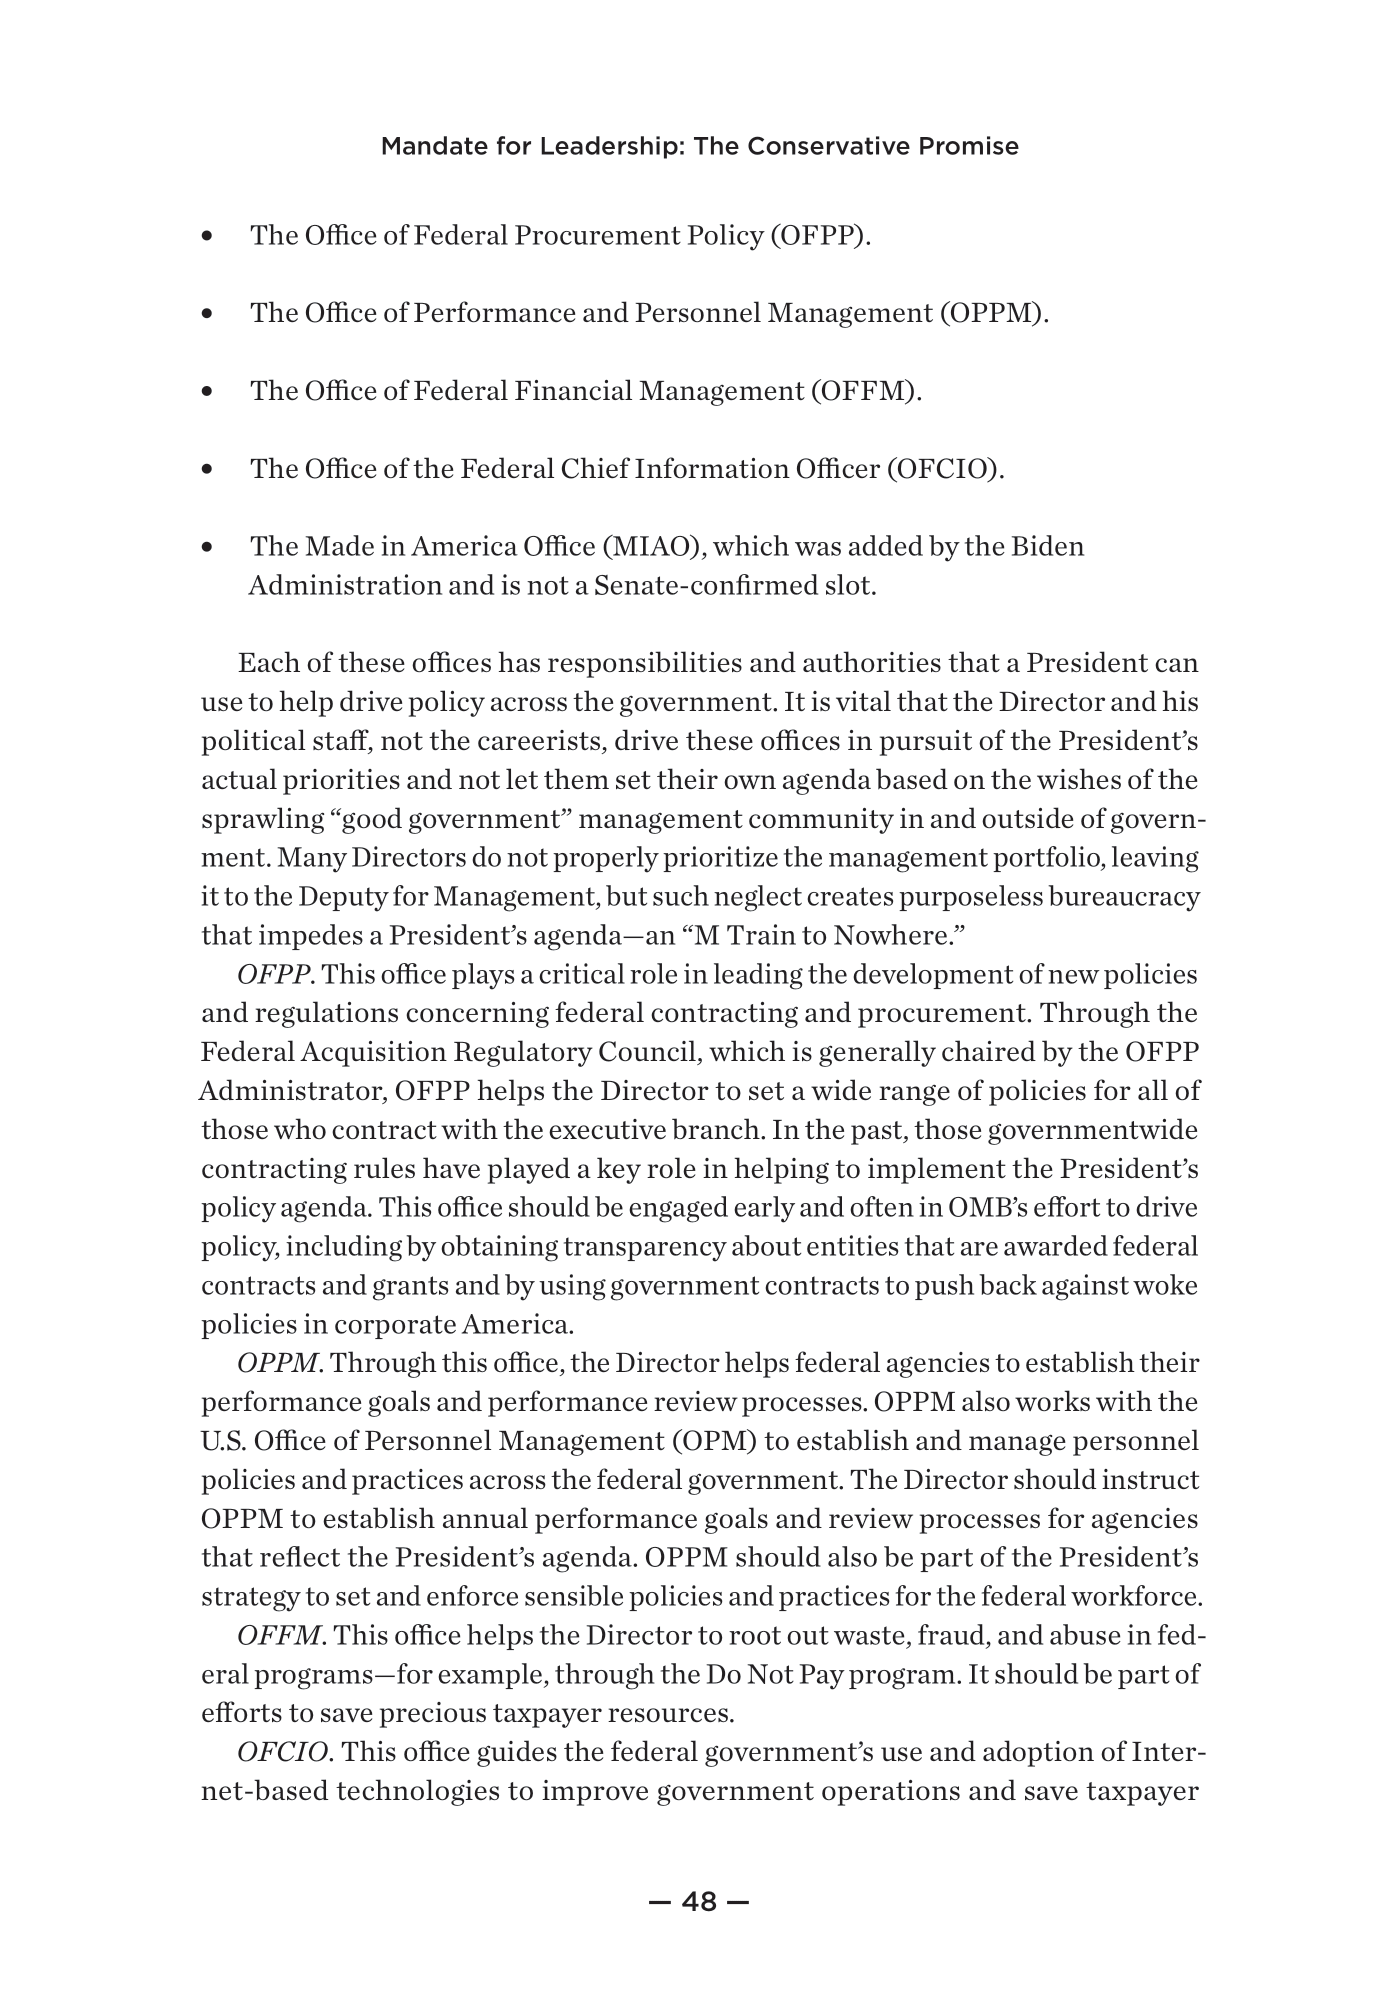 Mandate for Leadership: The Conservative Promise
• The Office of Federal Procurement Policy (OFPP).
• The Office of Performance and Personnel Management (OPPM).
• The Office of Federal Financial Management (OFFM).
• The Office of the Federal Chief Information Officer (OFCIO).
• The Made in America Office (MIAO), which was added by the Biden
Administration and is not a Senate-confirmed slot.
Each of these offices has responsibilities and authorities that a President can
use to help drive policy across the government. It is vital that the Director and his
political staff, not the careerists, drive these offices in pursuit of the President’s
actual priorities and not let them set their own agenda based on the wishes of the
sprawling “good government” management community in and outside of govern-
ment. Many Directors do not properly prioritize the management portfolio, leaving
it to the Deputy for Management, but such neglect creates purposeless bureaucracy
that impedes a President’s agenda—an “M Train to Nowhere.”
OFPP. This office plays a critical role in leading the development of new policies
and regulations concerning federal contracting and procurement. Through the
Federal Acquisition Regulatory Council, which is generally chaired by the OFPP
Administrator, OFPP helps the Director to set a wide range of policies for all of
those who contract with the executive branch. In the past, those governmentwide
contracting rules have played a key role in helping to implement the President’s
policy agenda. This office should be engaged early and often in OMB’s effort to drive
policy, including by obtaining transparency about entities that are awarded federal
contracts and grants and by using government contracts to push back against woke
policies in corporate America.
OPPM. Through this office, the Director helps federal agencies to establish their
performance goals and performance review processes. OPPM also works with the
U.S. Office of Personnel Management (OPM) to establish and manage personnel
policies and practices across the federal government. The Director should instruct
OPPM to establish annual performance goals and review processes for agencies
that reflect the President’s agenda. OPPM should also be part of the President’s
strategy to set and enforce sensible policies and practices for the federal workforce.
OFFM. This office helps the Director to root out waste, fraud, and abuse in fed-
eral programs—for example, through the Do Not Pay program. It should be part of
efforts to save precious taxpayer resources.
OFCIO. This office guides the federal government’s use and adoption of Inter-
net-based technologies to improve government operations and save taxpayer
— 48 —